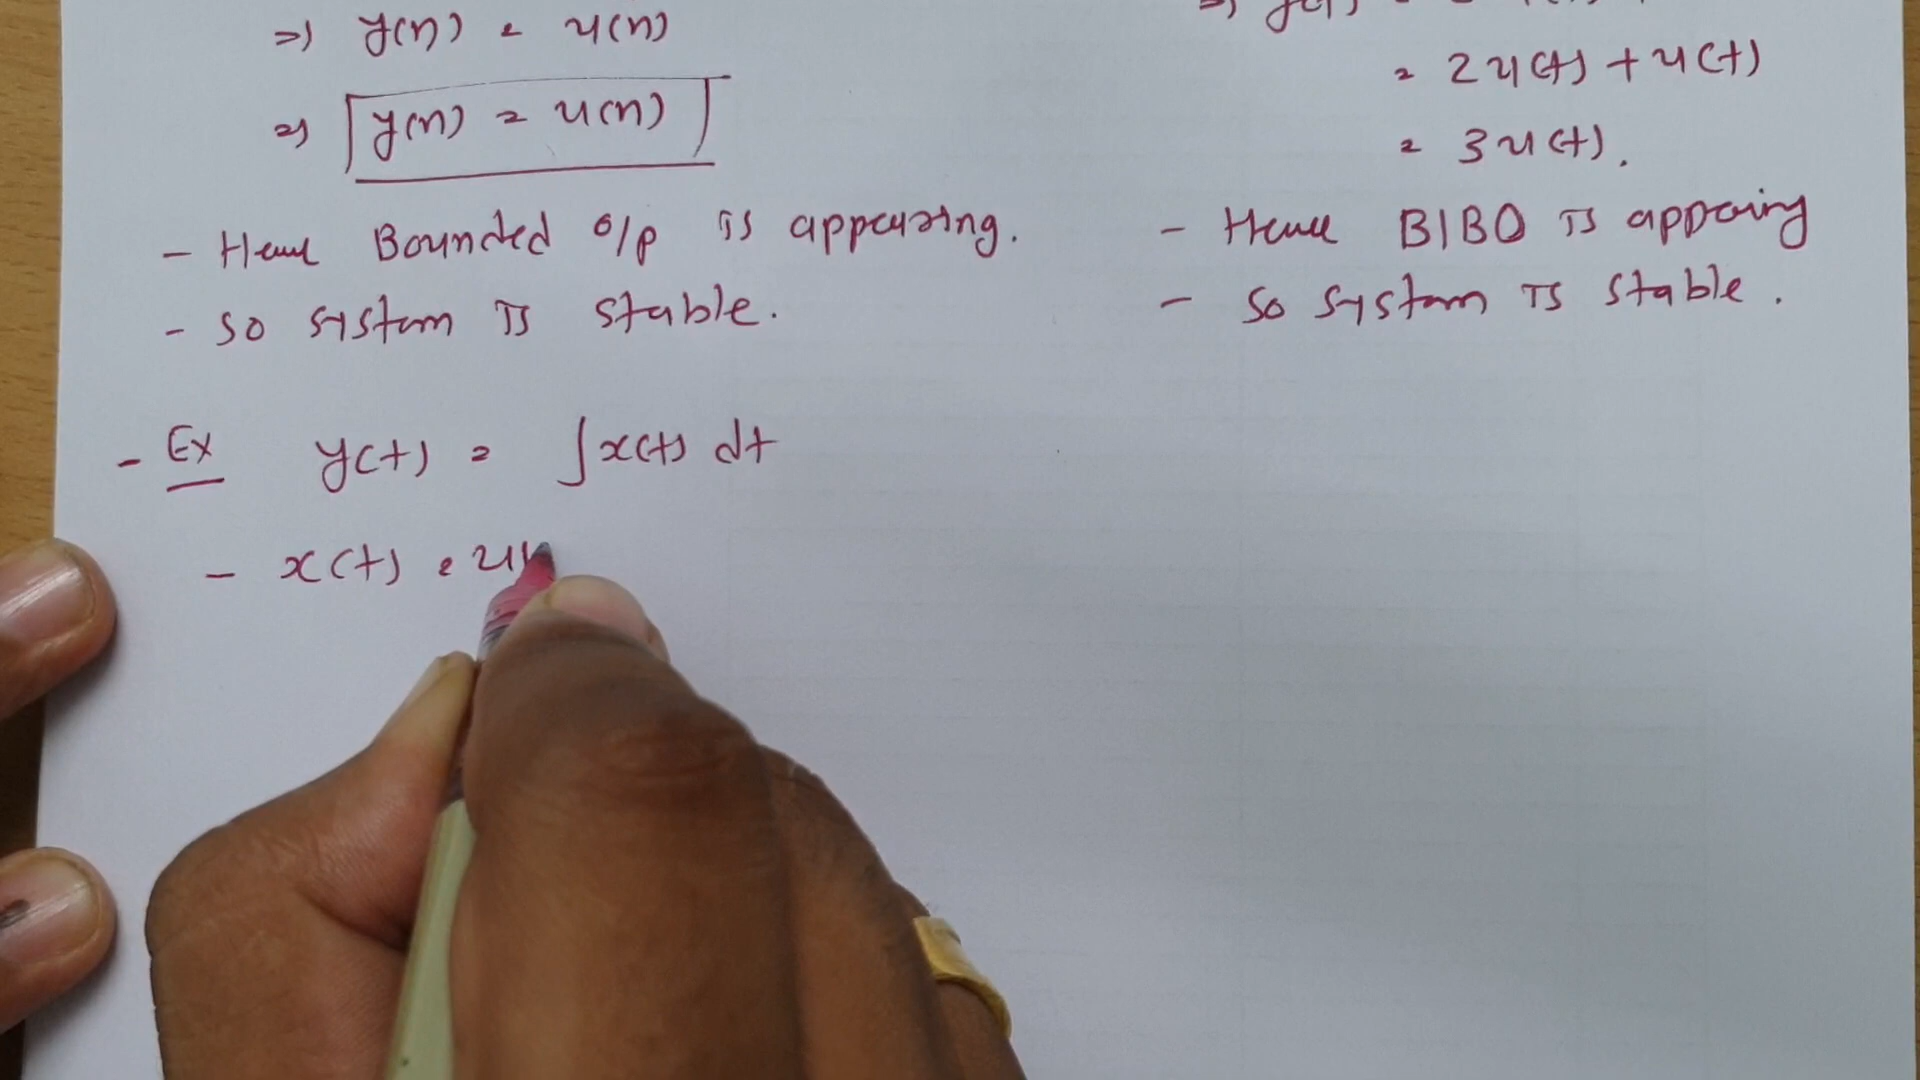 ⇒) y(n) = u(n)
⇒) y(n) = u(n)
- Hence Bounded o/p is appearing.
- so system is stable.
= 2u(t) + u(t)
= 3u(t).
- Hence BIBO is appearing
- so system is stable.
- Ex y(t) = ∫x(t) dt
- x(t) = u(